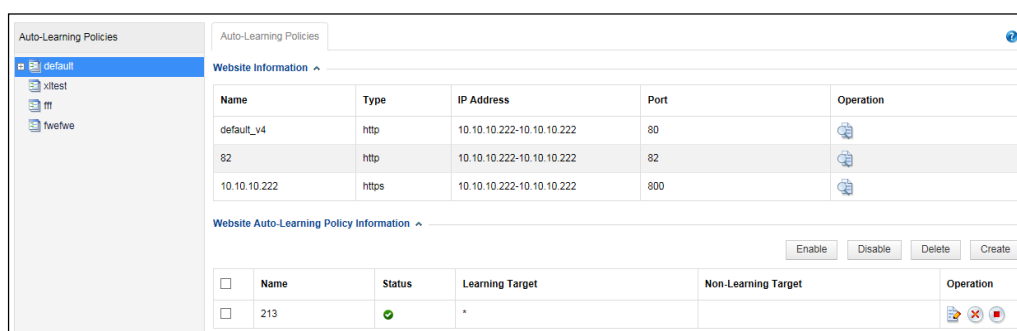 Auto-Learning Policies
default
xltest
fff
fwefwe
Auto-Learning Policies
Website Information
Name Type IP Address Port Operation
default_v4 http 10.10.10.222-10.10.10.222 80
82 http 10.10.10.222-10.10.10.222 82
10.10.10.222 https 10.10.10.222-10.10.10.222 800
Website Auto-Learning Policy Information
Enable Disable Delete Create
Name Status Learning Target Non-Learning Target Operation
213 *